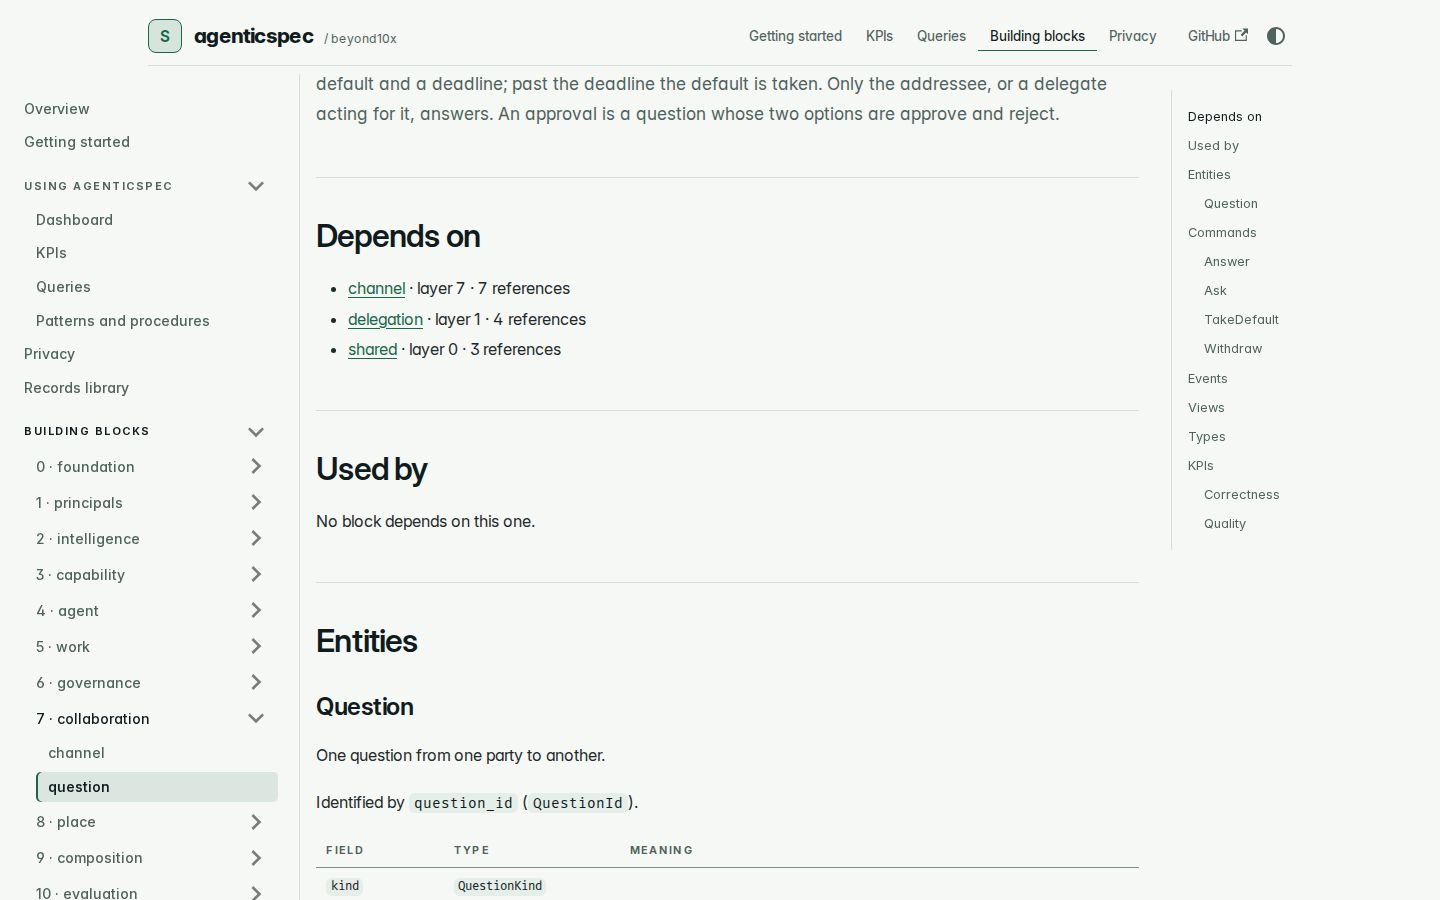 S agenticspec / beyond10x
Getting started KPIs Queries Building blocks Privacy GitHub
Overview
Getting started
USING AGENTICSPEC
Dashboard
KPIs
Queries
Patterns and procedures
Privacy
Records library
BUILDING BLOCKS
0 · foundation
1 · principals
2 · intelligence
3 · capability
4 · agent
5 · work
6 · governance
7 · collaboration
channel
question
8 · place
9 · composition
10 · evaluation
default and a deadline; past the deadline the default is taken. Only the addressee, or a delegate
acting for it, answers. An approval is a question whose two options are approve and reject.
Depends on
channel · layer 7 · 7 references
delegation · layer 1 · 4 references
shared · layer 0 · 3 references
Used by
No block depends on this one.
Entities
Question
One question from one party to another.
Identified by question_id ( QuestionId ).
FIELD TYPE MEANING
kind QuestionKind
Depends on
Used by
Entities
Question
Commands
Answer
Ask
TakeDefault
Withdraw
Events
Views
Types
KPIs
Correctness
Quality